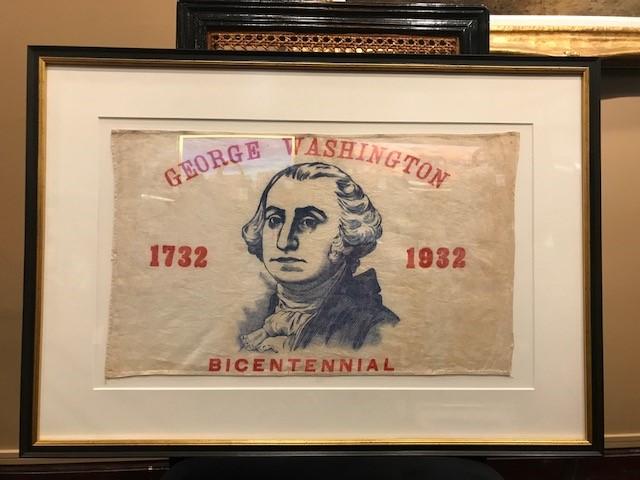 GEORGE WASHINGTON
1732 1932
BICENTENNIAL